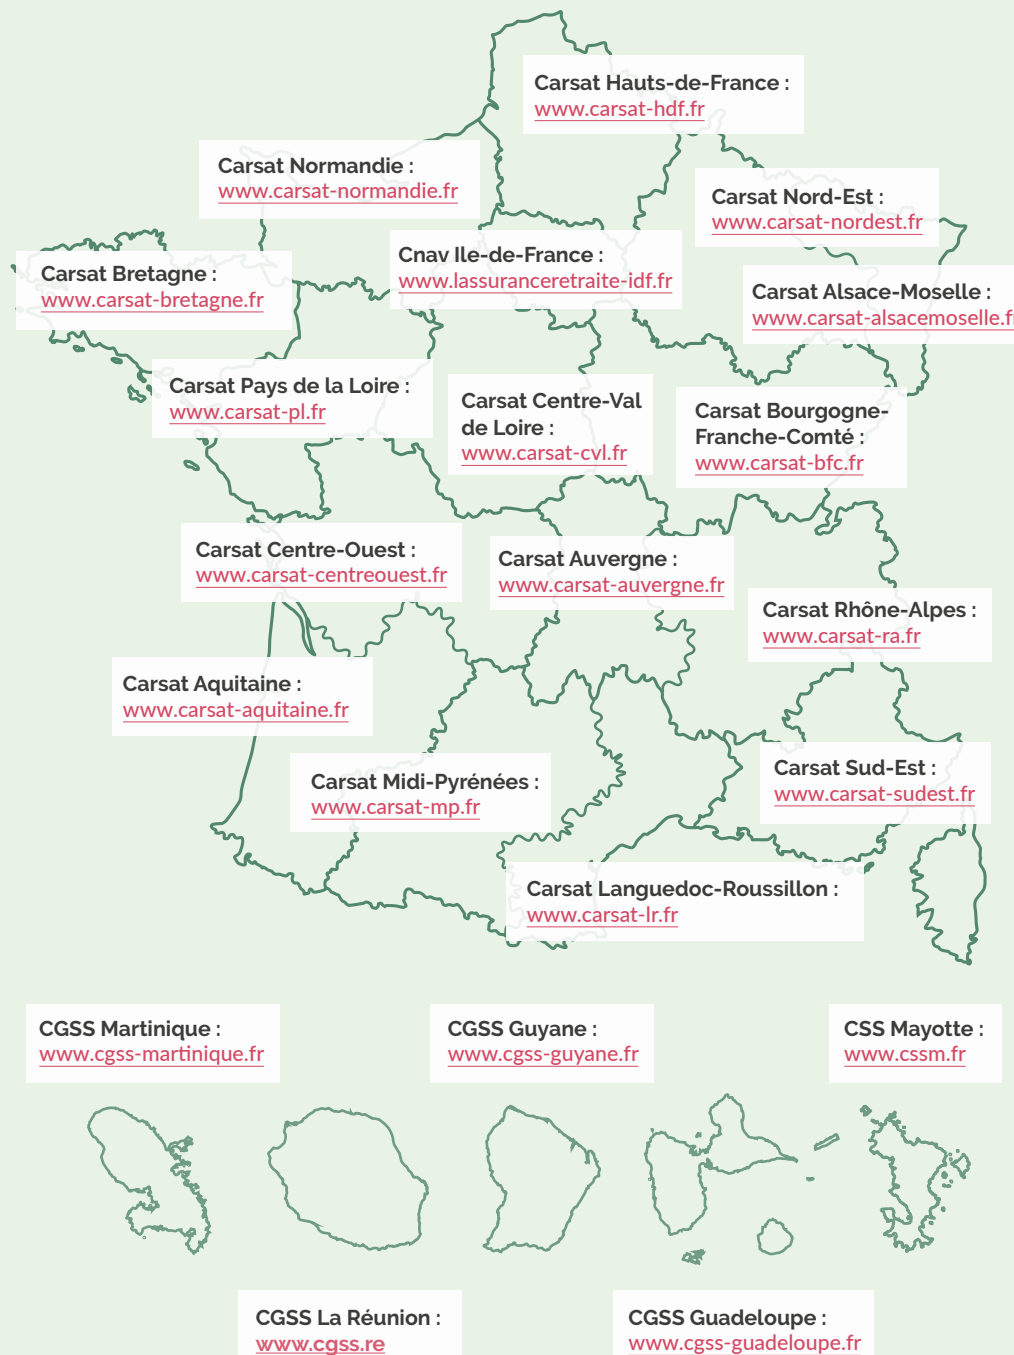 Carsat Hauts-de-France :
www.carsat-hdf.fr
Carsat Normandie :
www.carsat-normandie.fr
Carsat Nord-Est :
www.carsat-nordest.fr
Cnav Ile-de-France :
www.lassuranceretraite-idf.fr
Carsat Bretagne :
www.carsat-bretagne.fr
Carsat Alsace-Moselle :
www.carsat-alsacemoselle.fr
Carsat Pays de la Loire :
www.carsat-pl.fr
Carsat Centre-Val
de Loire :
www.carsat-cvl.fr
Carsat Bourgogne-
Franche-Comté :
www.carsat-bfc.fr
Carsat Centre-Ouest :
www.carsat-centreouest.fr
Carsat Auvergne :
www.carsat-auvergne.fr
Carsat Rhône-Alpes :
www.carsat-ra.fr
Carsat Aquitaine :
www.carsat-aquitaine.fr
Carsat Midi-Pyrénées :
www.carsat-mp.fr
Carsat Sud-Est :
www.carsat-sudest.fr
Carsat Languedoc-Roussillon :
www.carsat-lr.fr
CGSS Martinique :
www.cgss-martinique.fr
CGSS Guyane :
www.cgss-guyane.fr
CSS Mayotte :
www.cssm.fr
CGSS La Réunion :
www.cgss.re
CGSS Guadeloupe :
www.cgss-guadeloupe.fr